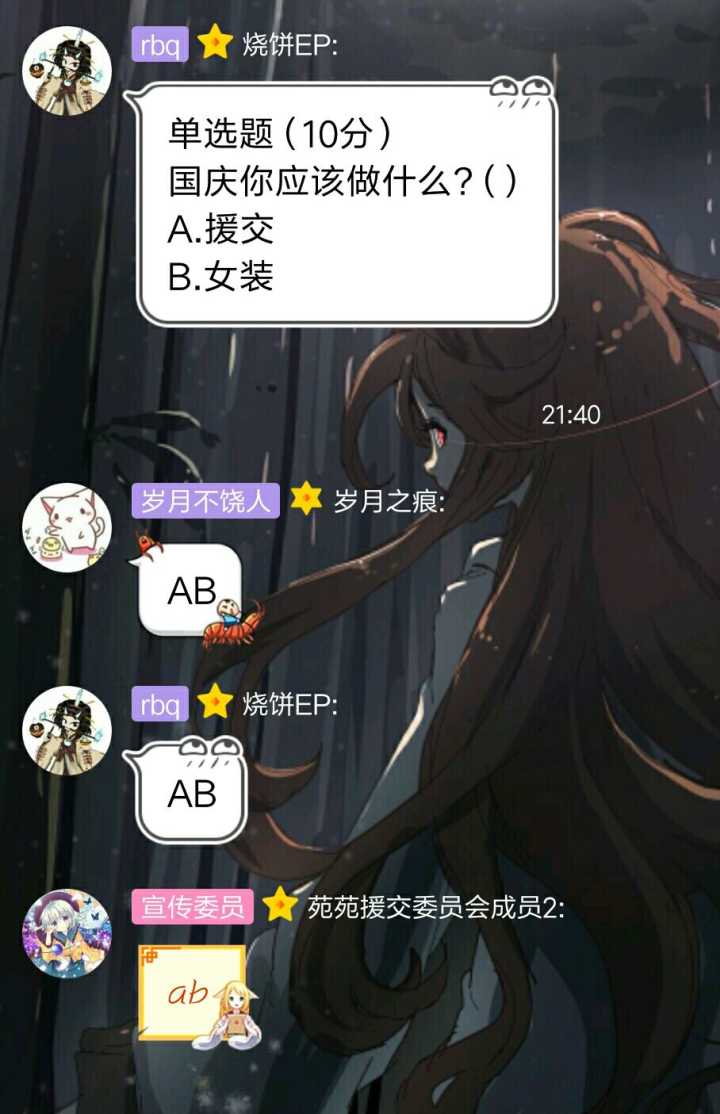 rbq 烧饼EP:
单选题（10分）
国庆你应该做什么?( )
A.援交
B.女装
21:40
岁月不饶人 岁月之痕:
AB
rbq 烧饼EP:
AB
宣传委员 苑苑援交委员会成员2:
ab